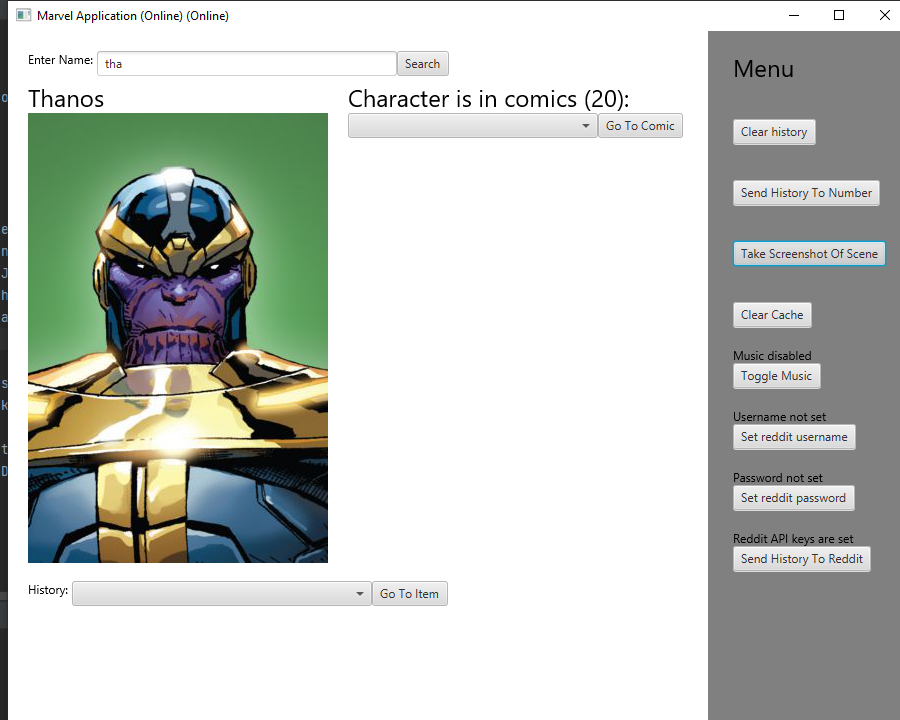 Marvel Application (Online) (Online)
Enter Name: tha Search
Thanos
Character is in comics (20):
Go To Comic
History: Go To Item
Menu
Clear history
Send History To Number
Take Screenshot Of Scene
Clear Cache
Music disabled
Toggle Music
Username not set
Set reddit username
Password not set
Set reddit password
Reddit API keys are set
Send History To Reddit